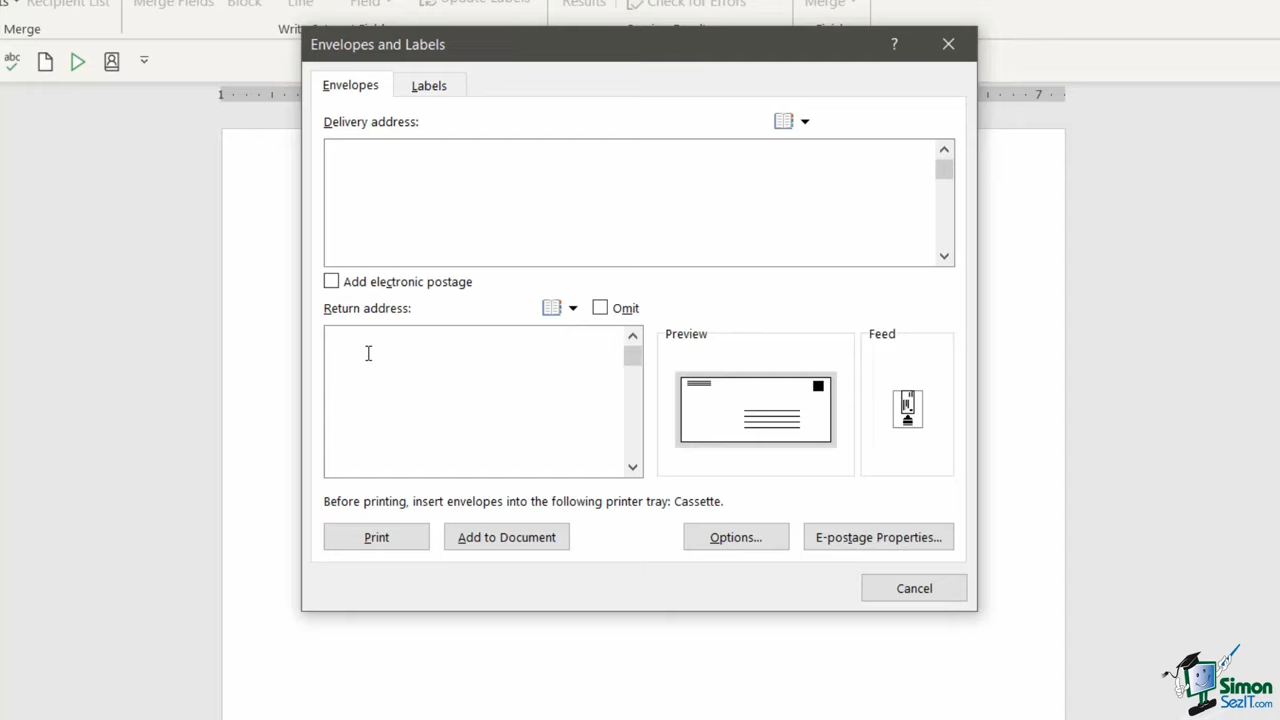 Recipient List
Merge Fields
Block
Line
Field
Update Labels
Results
Check for Errors
Merge
Merge
abc
1
7
Envelopes and Labels
?
Envelopes
Labels
Delivery address:
Add electronic postage
Return address:
Omit
Preview
Feed
Before printing, insert envelopes into the following printer tray: Cassette.
Print
Add to Document
Options...
E-postage Properties...
Cancel
Simon
SezIT.com